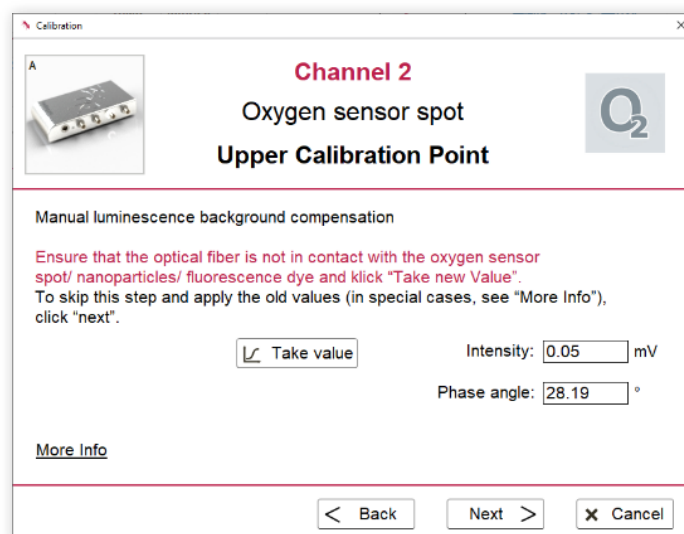 Calibration
A
Channel 2
O2
Oxygen sensor spot
Upper Calibration Point
Manual luminescence background compensation
Ensure that the optical fiber is not in contact with the oxygen sensor
spot/ nanoparticles/ fluorescence dye and klick “Take new Value”.
To skip this step and apply the old values (in special cases, see “More Info”),
click “next”.
Take value
Intensity: 0.05 mV
Phase angle: 28.19 °
More Info
< Back
Next >
× Cancel